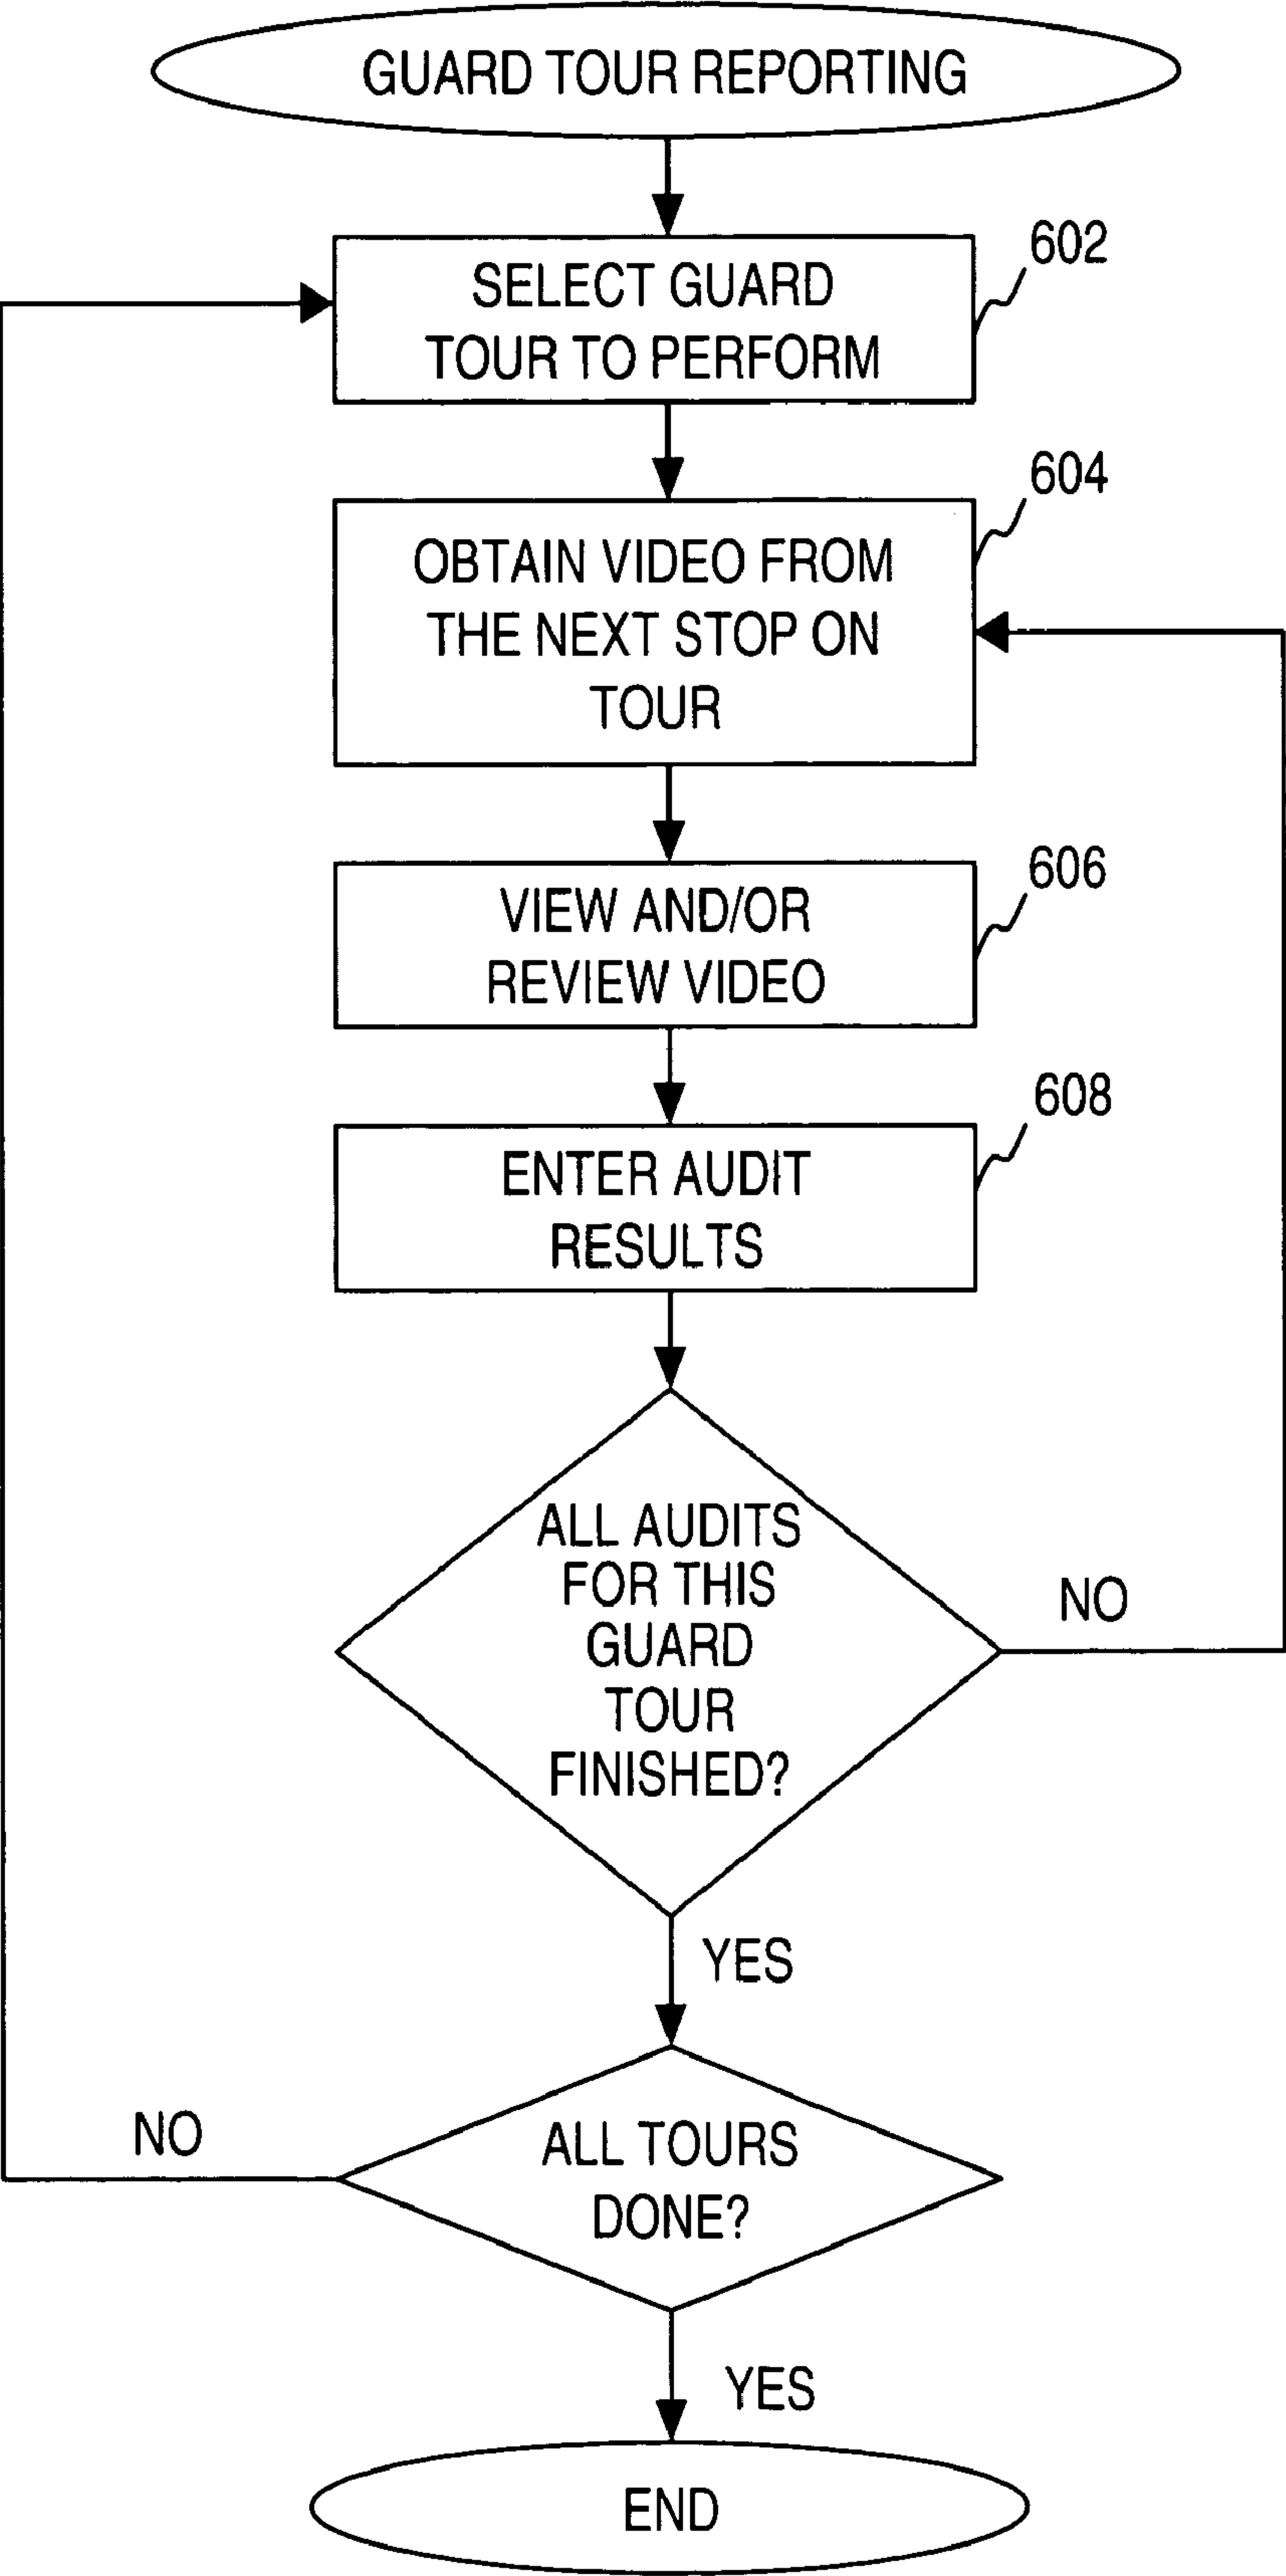 GUARD TOUR REPORTING
602
SELECT GUARD
TOUR TO PERFORM
604
OBTAIN VIDEO FROM
THE NEXT STOP ON
TOUR
606
VIEW AND/OR
REVIEW VIDEO
608
ENTER AUDIT
RESULTS
ALL AUDITS
FOR THIS
GUARD
TOUR
FINISHED?
NO
YES
NO
ALL TOURS
DONE?
YES
END